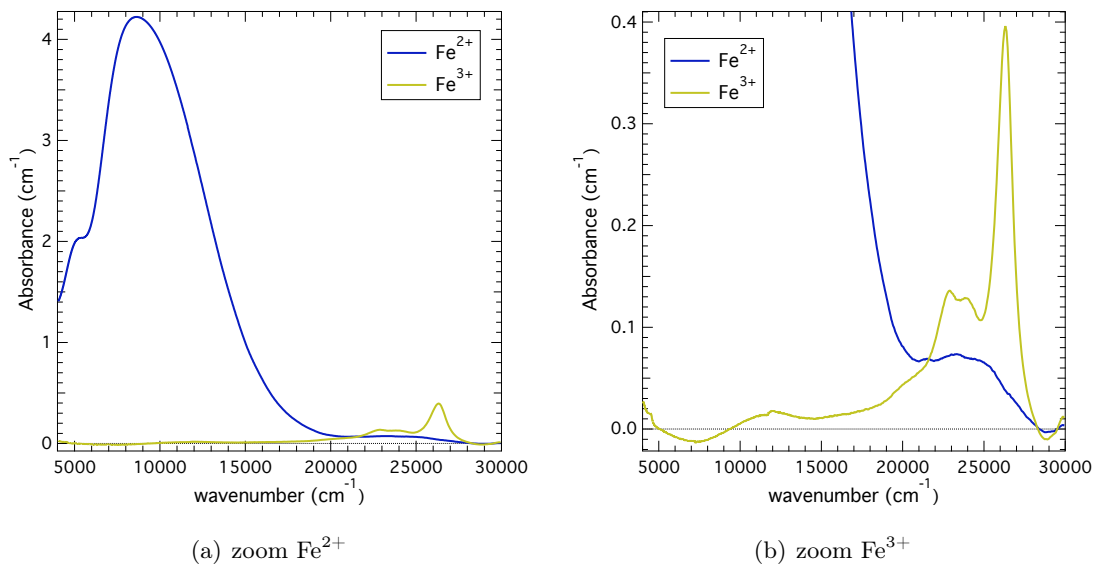 4
3
2
1
0
Absorbance (cm⁻¹)
5000 10000 15000 20000 25000 30000
wavenumber (cm⁻¹)
Fe²⁺
Fe³⁺
(a) zoom Fe²⁺
0.4
0.3
0.2
0.1
0.0
Absorbance (cm⁻¹)
5000 10000 15000 20000 25000 30000
wavenumber (cm⁻¹)
Fe²⁺
Fe³⁺
(b) zoom Fe³⁺